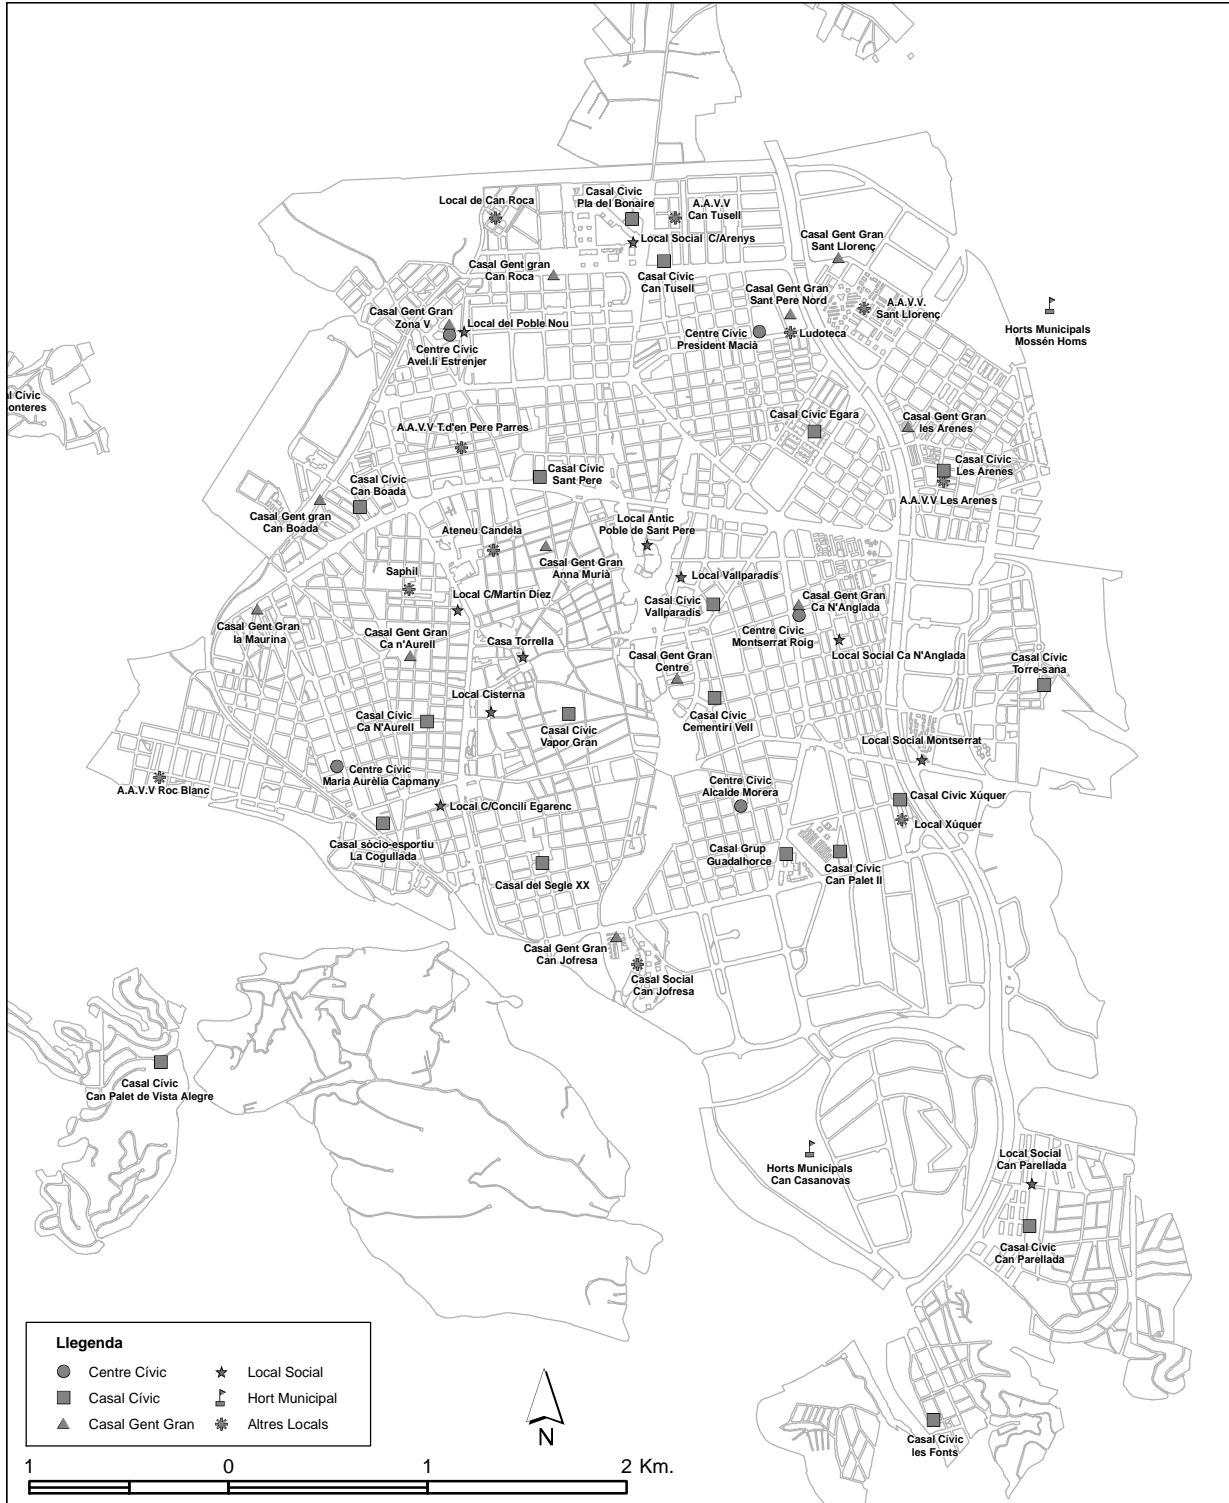 Local de Can Roca
Casal Cívic
Pla del Bonaire
A.A.V.V
Can Tusell
Local Social C/Arenys
Casal Gent Gran
Sant Llorenç
Casal Gent gran
Can Roca
Casal Cívic
Can Tusell
Casal Gent Gran
Sant Pere Nord
A.A.V.V.
Sant Llorenç
Horts Municipals
Mossén Homs
Casal Gent Gran
Zona V
Local del Poble Nou
Centre Cívic
Avel.lí Estrenjer
Centre Cívic
President Macià
Ludoteca
Cívic
onteres
A.A.V.V T.d'en Pere Parres
Casal Cívic Egara
Casal Gent Gran
les Arenes
Casal Cívic
Sant Pere
Casal Cívic
Les Arenes
A.A.V.V Les Arenes
Casal Cívic
Can Boada
Casal Gent gran
Can Boada
Ateneu Candela
Local Antic
Poble de Sant Pere
Casal Gent Gran
Anna Murià
Saphil
Local Vallparadís
Local C/Martín Díez
Casal Cívic
Vallparadís
Casal Gent Gran
Ca N'Anglada
Centre Cívic
Montserrat Roig
Casal Gent Gran
la Maurina
Casal Gent Gran
Ca n'Aurell
Casa Torrella
Casal Gent Gran
Centre
Local Social Ca N'Anglada
Casal Cívic
Torre-sana
Local Cisterna
Casal Cívic
Ca N'Aurell
Casal Cívic
Vapor Gran
Casal Cívic
Cementiri Vell
Local Social Montserrat
Centre Cívic
Maria Aurèlia Capmany
A.A.V.V Roc Blanc
Centre Cívic
Alcalde Morera
Casal Cívic Xúquer
Local C/Concili Egarenc
Local Xúquer
Casal sòcio-esportiu
La Cogullada
Casal Grup
Guadalhorce
Casal Cívic
Can Palet II
Casal del Segle XX
Casal Gent Gran
Can Jofresa
Casal Social
Can Jofresa
Casal Cívic
Can Palet de Vista Alegre
Horts Municipals
Can Casanovas
Local Social
Can Parellada
Casal Cívic
Can Parellada
Casal Cívic
les Fonts
Llegenda
Centre Cívic
Casal Cívic
Casal Gent Gran
Local Social
Hort Municipal
Altres Locals
N
1 0 1 2 Km.